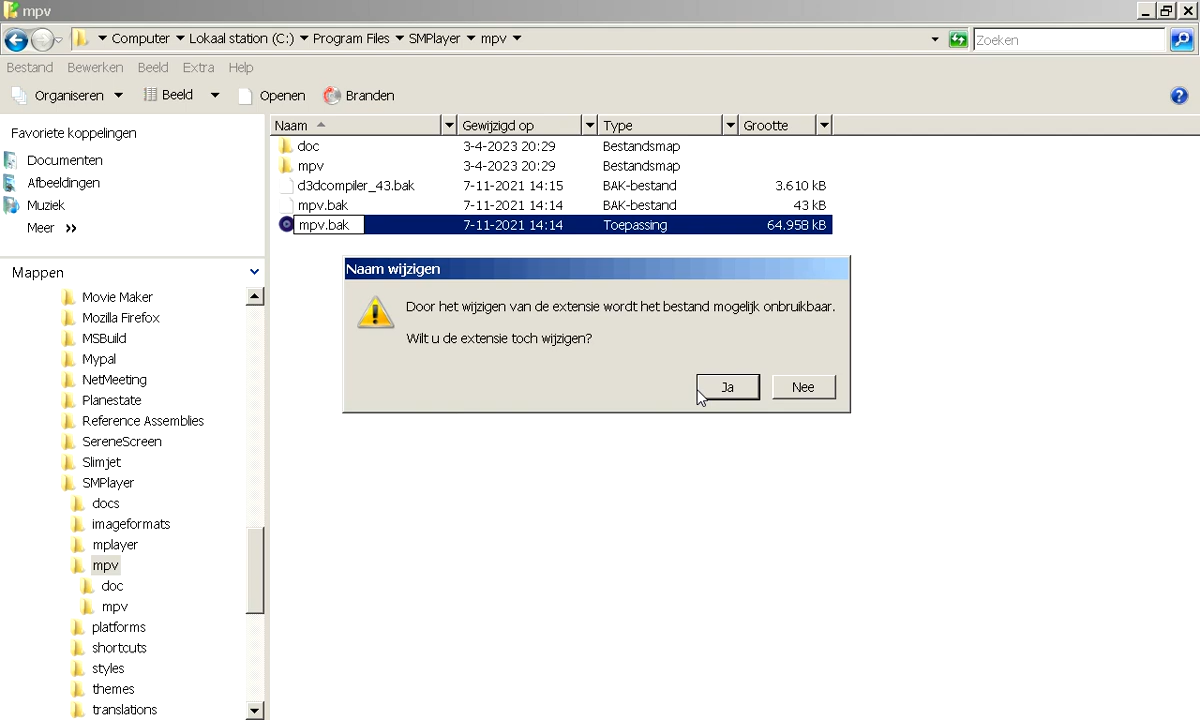 mpv
Computer Lokaal station (C:) Program Files SMPlayer mpv Zoeken
Bestand Bewerken Beeld Extra Help
Organiseren Beeld Openen Branden
Favoriete koppelingen
Documenten
Afbeeldingen
Muziek
Meer »
Mappen
Movie Maker
Mozilla Firefox
MSBuild
Mypal
NetMeeting
Planestate
Reference Assemblies
SereneScreen
Slimjet
SMPlayer
docs
imageformats
mplayer
mpv
doc
mpv
platforms
shortcuts
styles
themes
translations
Naam Gewijzigd op Type Grootte
doc 3-4-2023 20:29 Bestandsmap
mpv 3-4-2023 20:29 Bestandsmap
d3dcompiler_43.bak 7-11-2021 14:15 BAK-bestand 3.610 kB
mpv.bak 7-11-2021 14:14 BAK-bestand 43 kB
mpv.bak 7-11-2021 14:14 Toepassing 64.958 kB
Naam wijzigen
Door het wijzigen van de extensie wordt het bestand mogelijk onbruikbaar.
Wilt u de extensie toch wijzigen?
Ja Nee